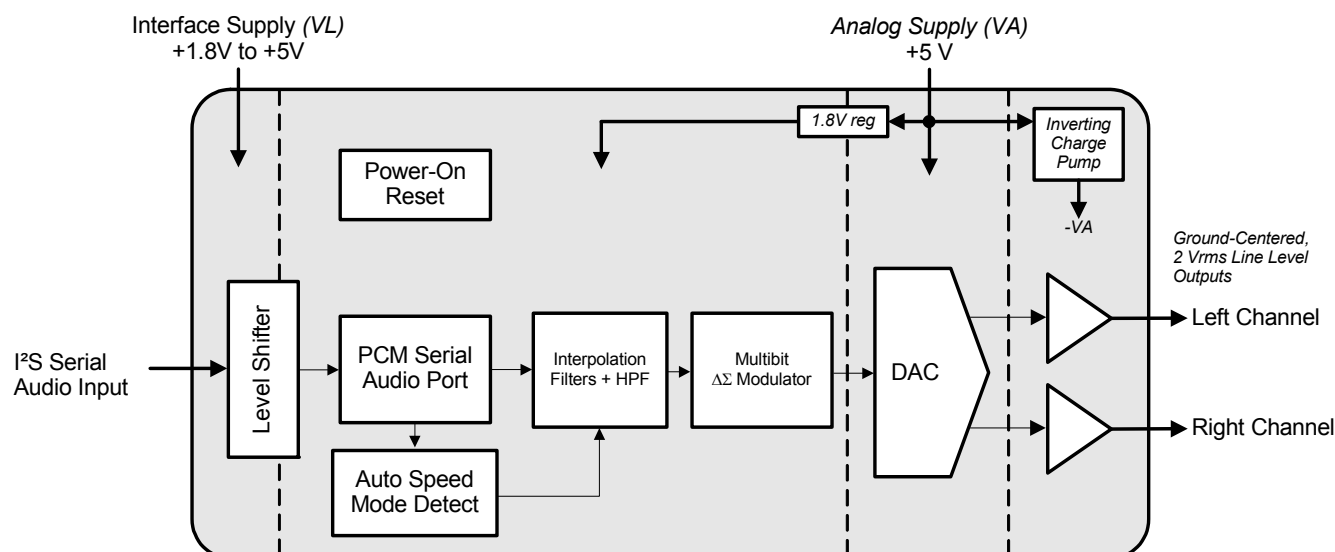 Interface Supply (VL)
+1.8V to +5V
Analog Supply (VA)
+5 V
1.8V reg
Inverting
Charge
Pump
-VA
Power-On
Reset
Ground-Centered,
2 Vrms Line Level
Outputs
I²S Serial
Audio Input
Level Shifter
PCM Serial
Audio Port
Interpolation
Filters + HPF
Multibit
ΔΣ Modulator
DAC
Left Channel
Right Channel
Auto Speed
Mode Detect